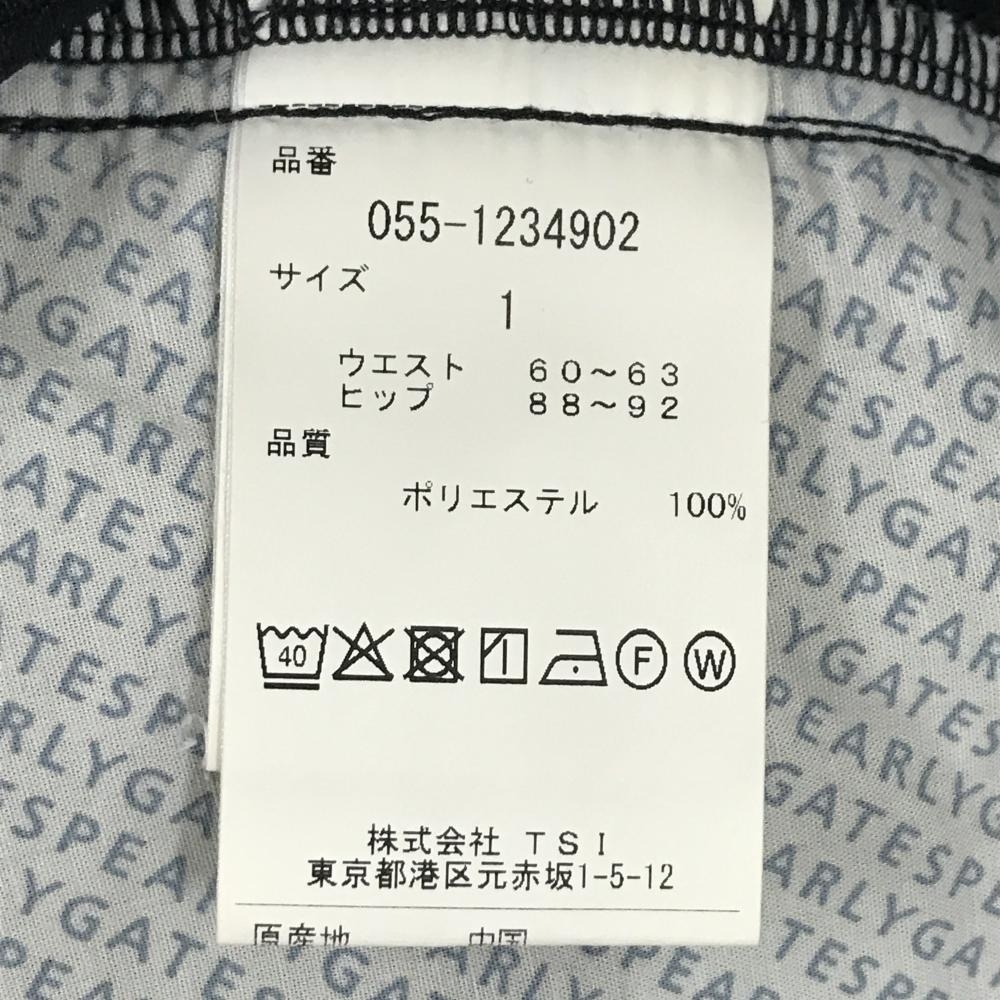 品番
055-1234902
サイズ
1
ウエスト 60～63
ヒップ 88～92
品質
ポリエステル 100%
40 F W
株式会社 TSI
東京都港区元赤坂1-5-12
原産地 中国
PEARLYGATES